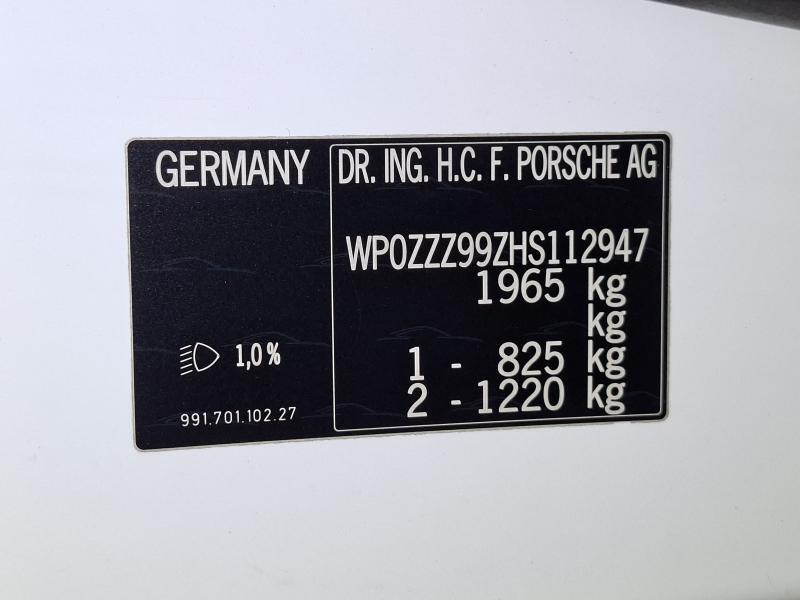 GERMANY
DR. ING. H.C. F. PORSCHE AG
WP0ZZZ99ZHS112947
1965 kg
kg
1 - 825 kg
2 - 1220 kg
1,0%
991.701.102.27